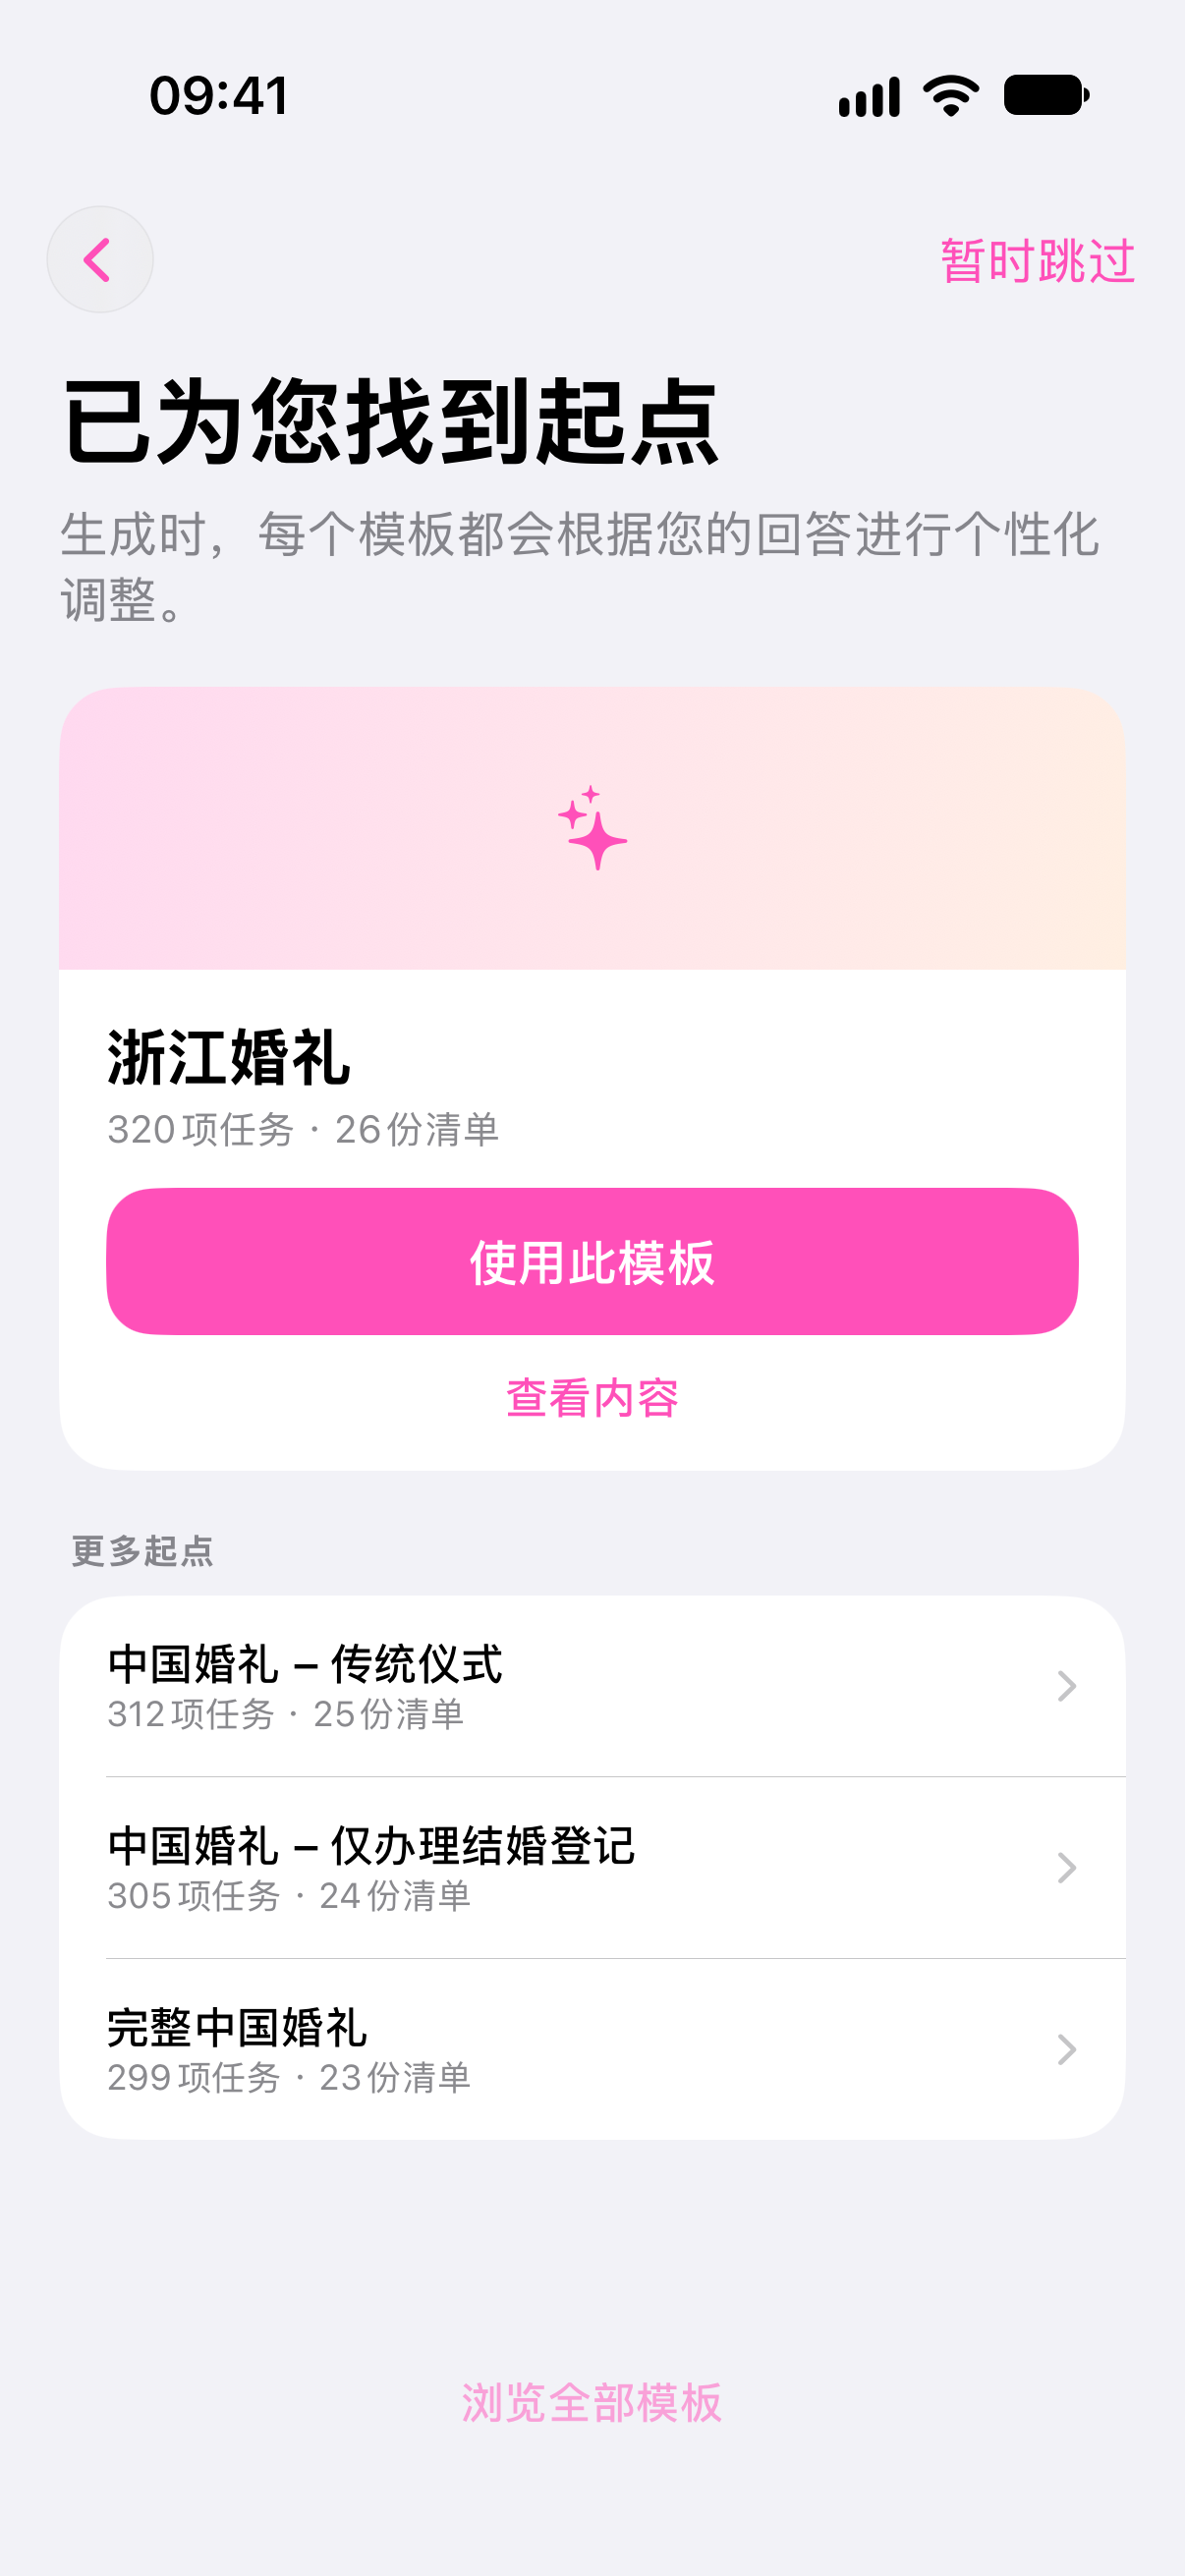 09:41
暂时跳过
已为您找到起点
生成时，每个模板都会根据您的回答进行个性化
调整。
浙江婚礼
320 项任务 · 26 份清单
使用此模板
查看内容
更多起点
中国婚礼 – 传统仪式
312 项任务 · 25 份清单
中国婚礼 – 仅办理结婚登记
305 项任务 · 24 份清单
完整中国婚礼
299 项任务 · 23 份清单
浏览全部模板